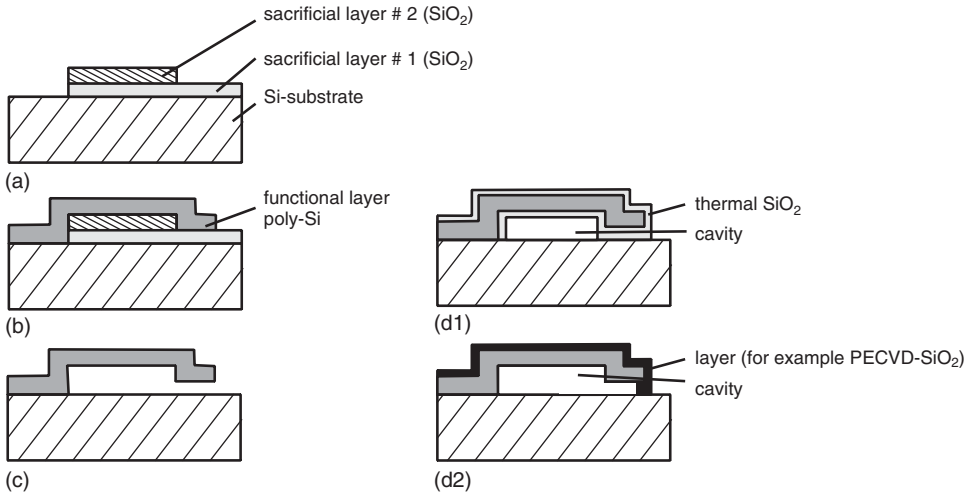 sacrificial layer # 2 (SiO₂)
sacrificial layer # 1 (SiO₂)
Si-substrate
(a)
functional layer
poly-Si
(b)
(c)
thermal SiO₂
cavity
(d1)
layer (for example PECVD-SiO₂)
cavity
(d2)